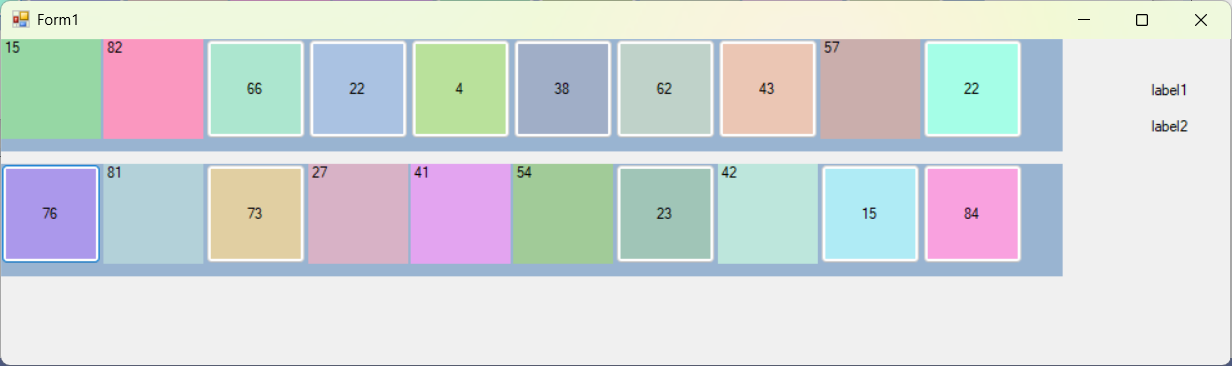 Form1
15 82 66 22 4 38 62 43 57 22
label1
label2
76 81 73 27 41 54 23 42 15 84